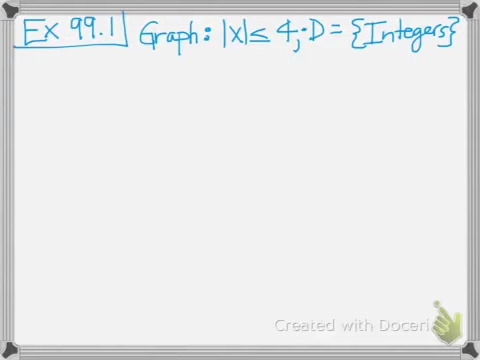 Ex 99.1 Graph: |x| ≤ 4; D = {Integers}
Created with Doceri